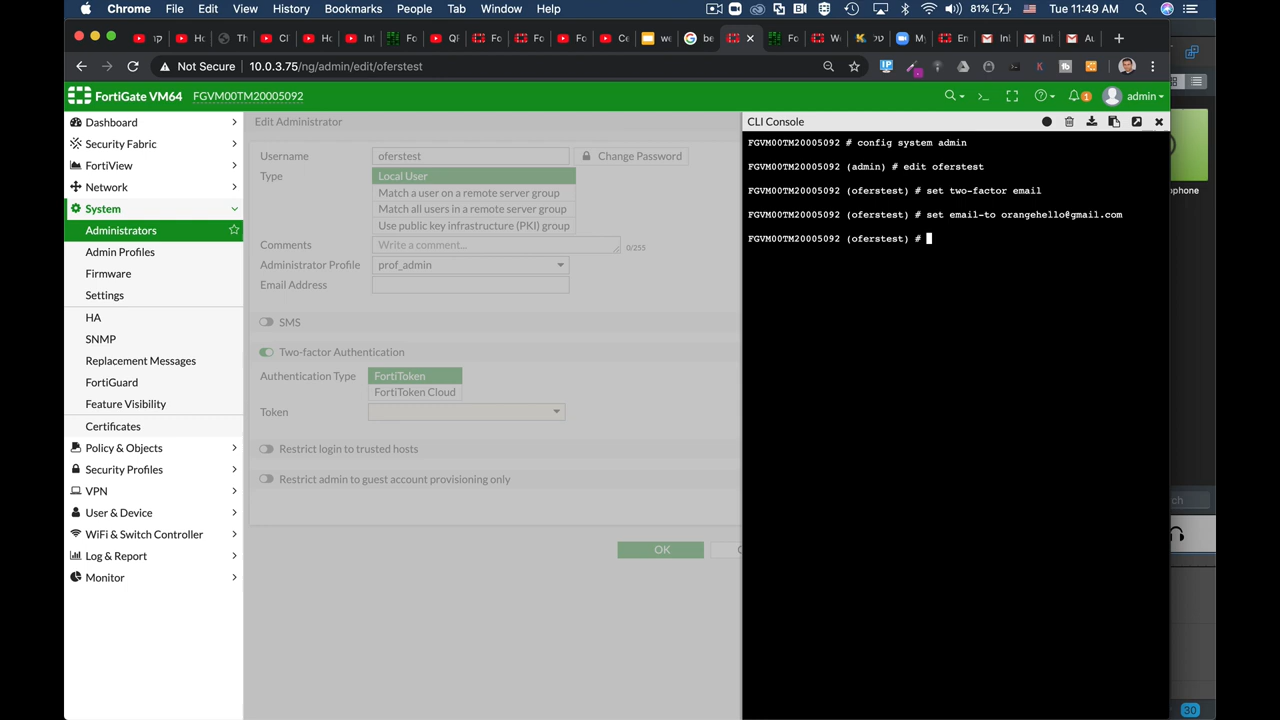 Chrome File Edit View History Bookmarks People Tab Window Help 81% Tue 11:49 AM
Not Secure 10.0.3.75/ng/admin/edit/oferstest
FortiGate VM64 FGVM00TM20005092 1 admin
Dashboard
Security Fabric
FortiView
Network
System
Administrators
Admin Profiles
Firmware
Settings
HA
SNMP
Replacement Messages
FortiGuard
Feature Visibility
Certificates
Policy & Objects
Security Profiles
VPN
User & Device
WiFi & Switch Controller
Log & Report
Monitor
Edit Administrator
Username oferstest Change Password
Type Local User
Match a user on a remote server group
Match all users in a remote server group
Use public key infrastructure (PKI) group
Comments Write a comment... 0/255
Administrator Profile prof_admin
Email Address
SMS
Two-factor Authentication
Authentication Type FortiToken
FortiToken Cloud
Token
Restrict login to trusted hosts
Restrict admin to guest account provisioning only
OK
CLI Console
FGVM00TM20005092 # config system admin
FGVM00TM20005092 (admin) # edit oferstest
FGVM00TM20005092 (oferstest) # set two-factor email
FGVM00TM20005092 (oferstest) # set email-to orangehello@gmail.com
FGVM00TM20005092 (oferstest) #
30